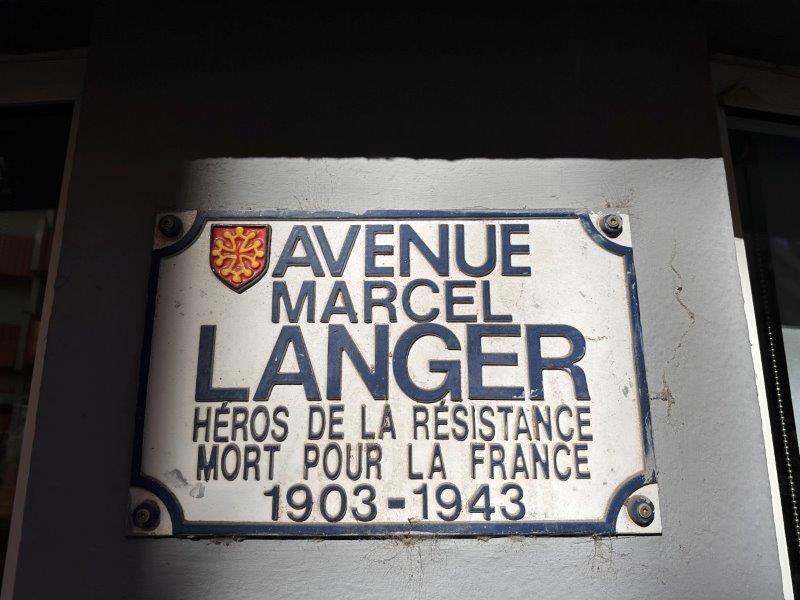 AVENUE
MARCEL
LANGER
HÉROS DE LA RÉSISTANCE
MORT POUR LA FRANCE
1903-1943